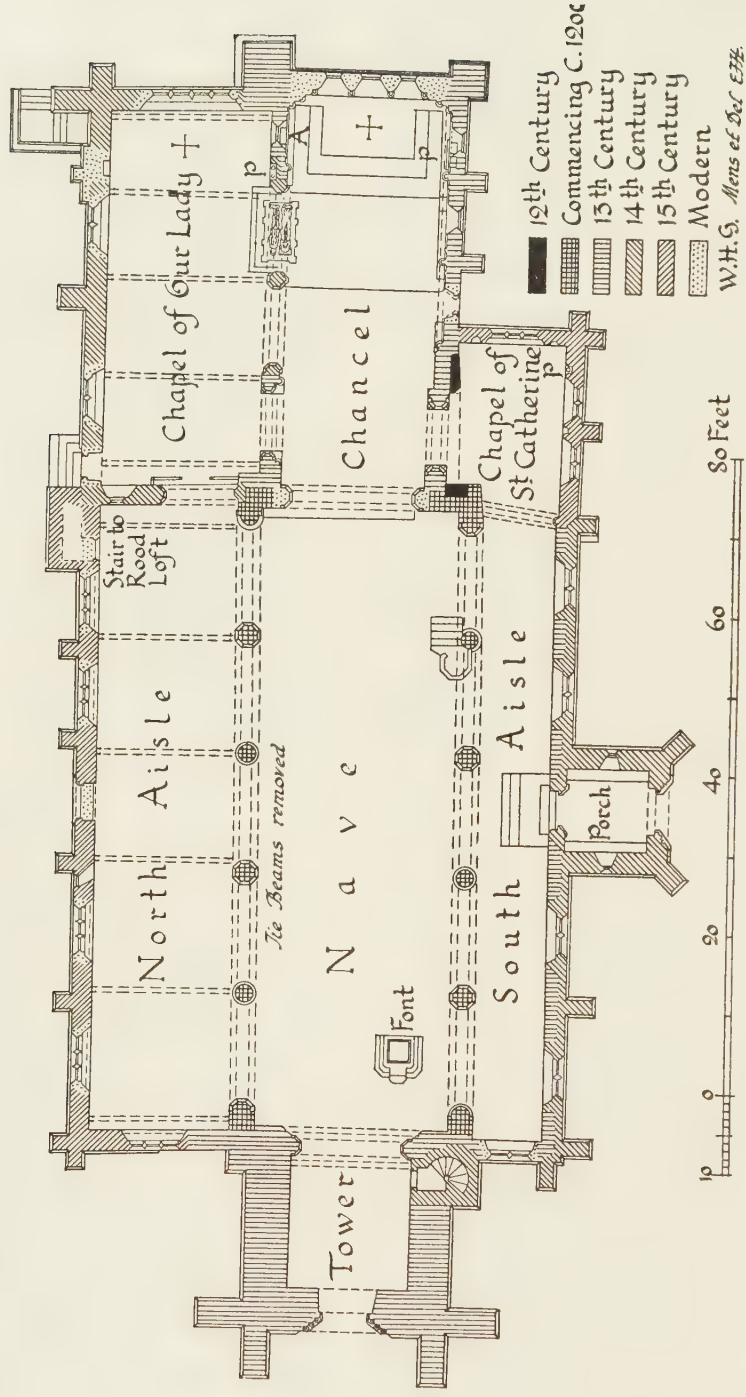 Chapel of Our Lady
P
A
Stair to
Rood
Loft
North Aisle
Tie Beams removed
Chancel
P
Chapel of
St Catherine
P
Nave
Font
Tower
South Aisle
Porch
12th Century
Commencing C.120
13th Century
14th Century
15th Century
Modern
W.H.G. Mens et Del
10 0 20 40 60 80 Feet